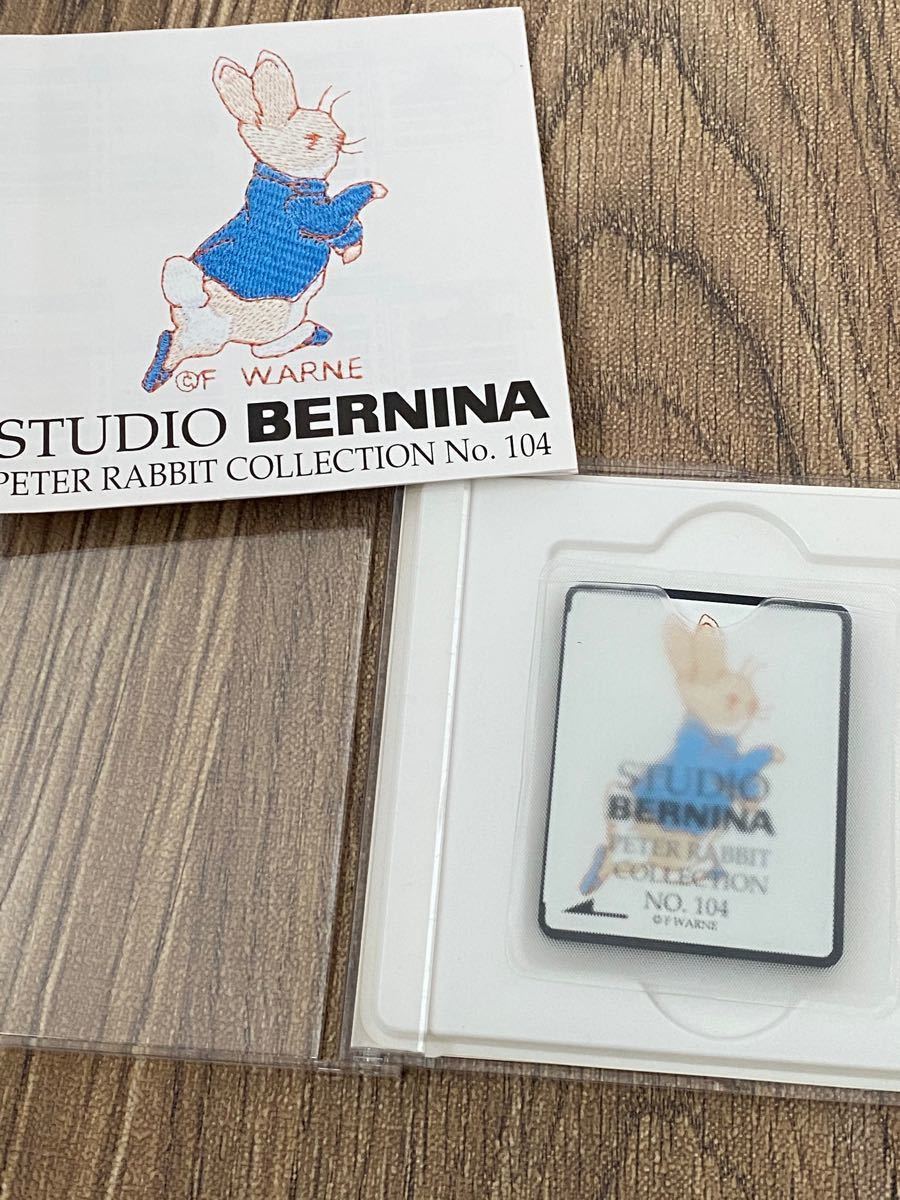 ©F WARNE
STUDIO BERNINA
PETER RABBIT COLLECTION No. 104
STUDIO
BERNINA
PETER RABBIT
COLLECTION
NO. 104
©F WARNE